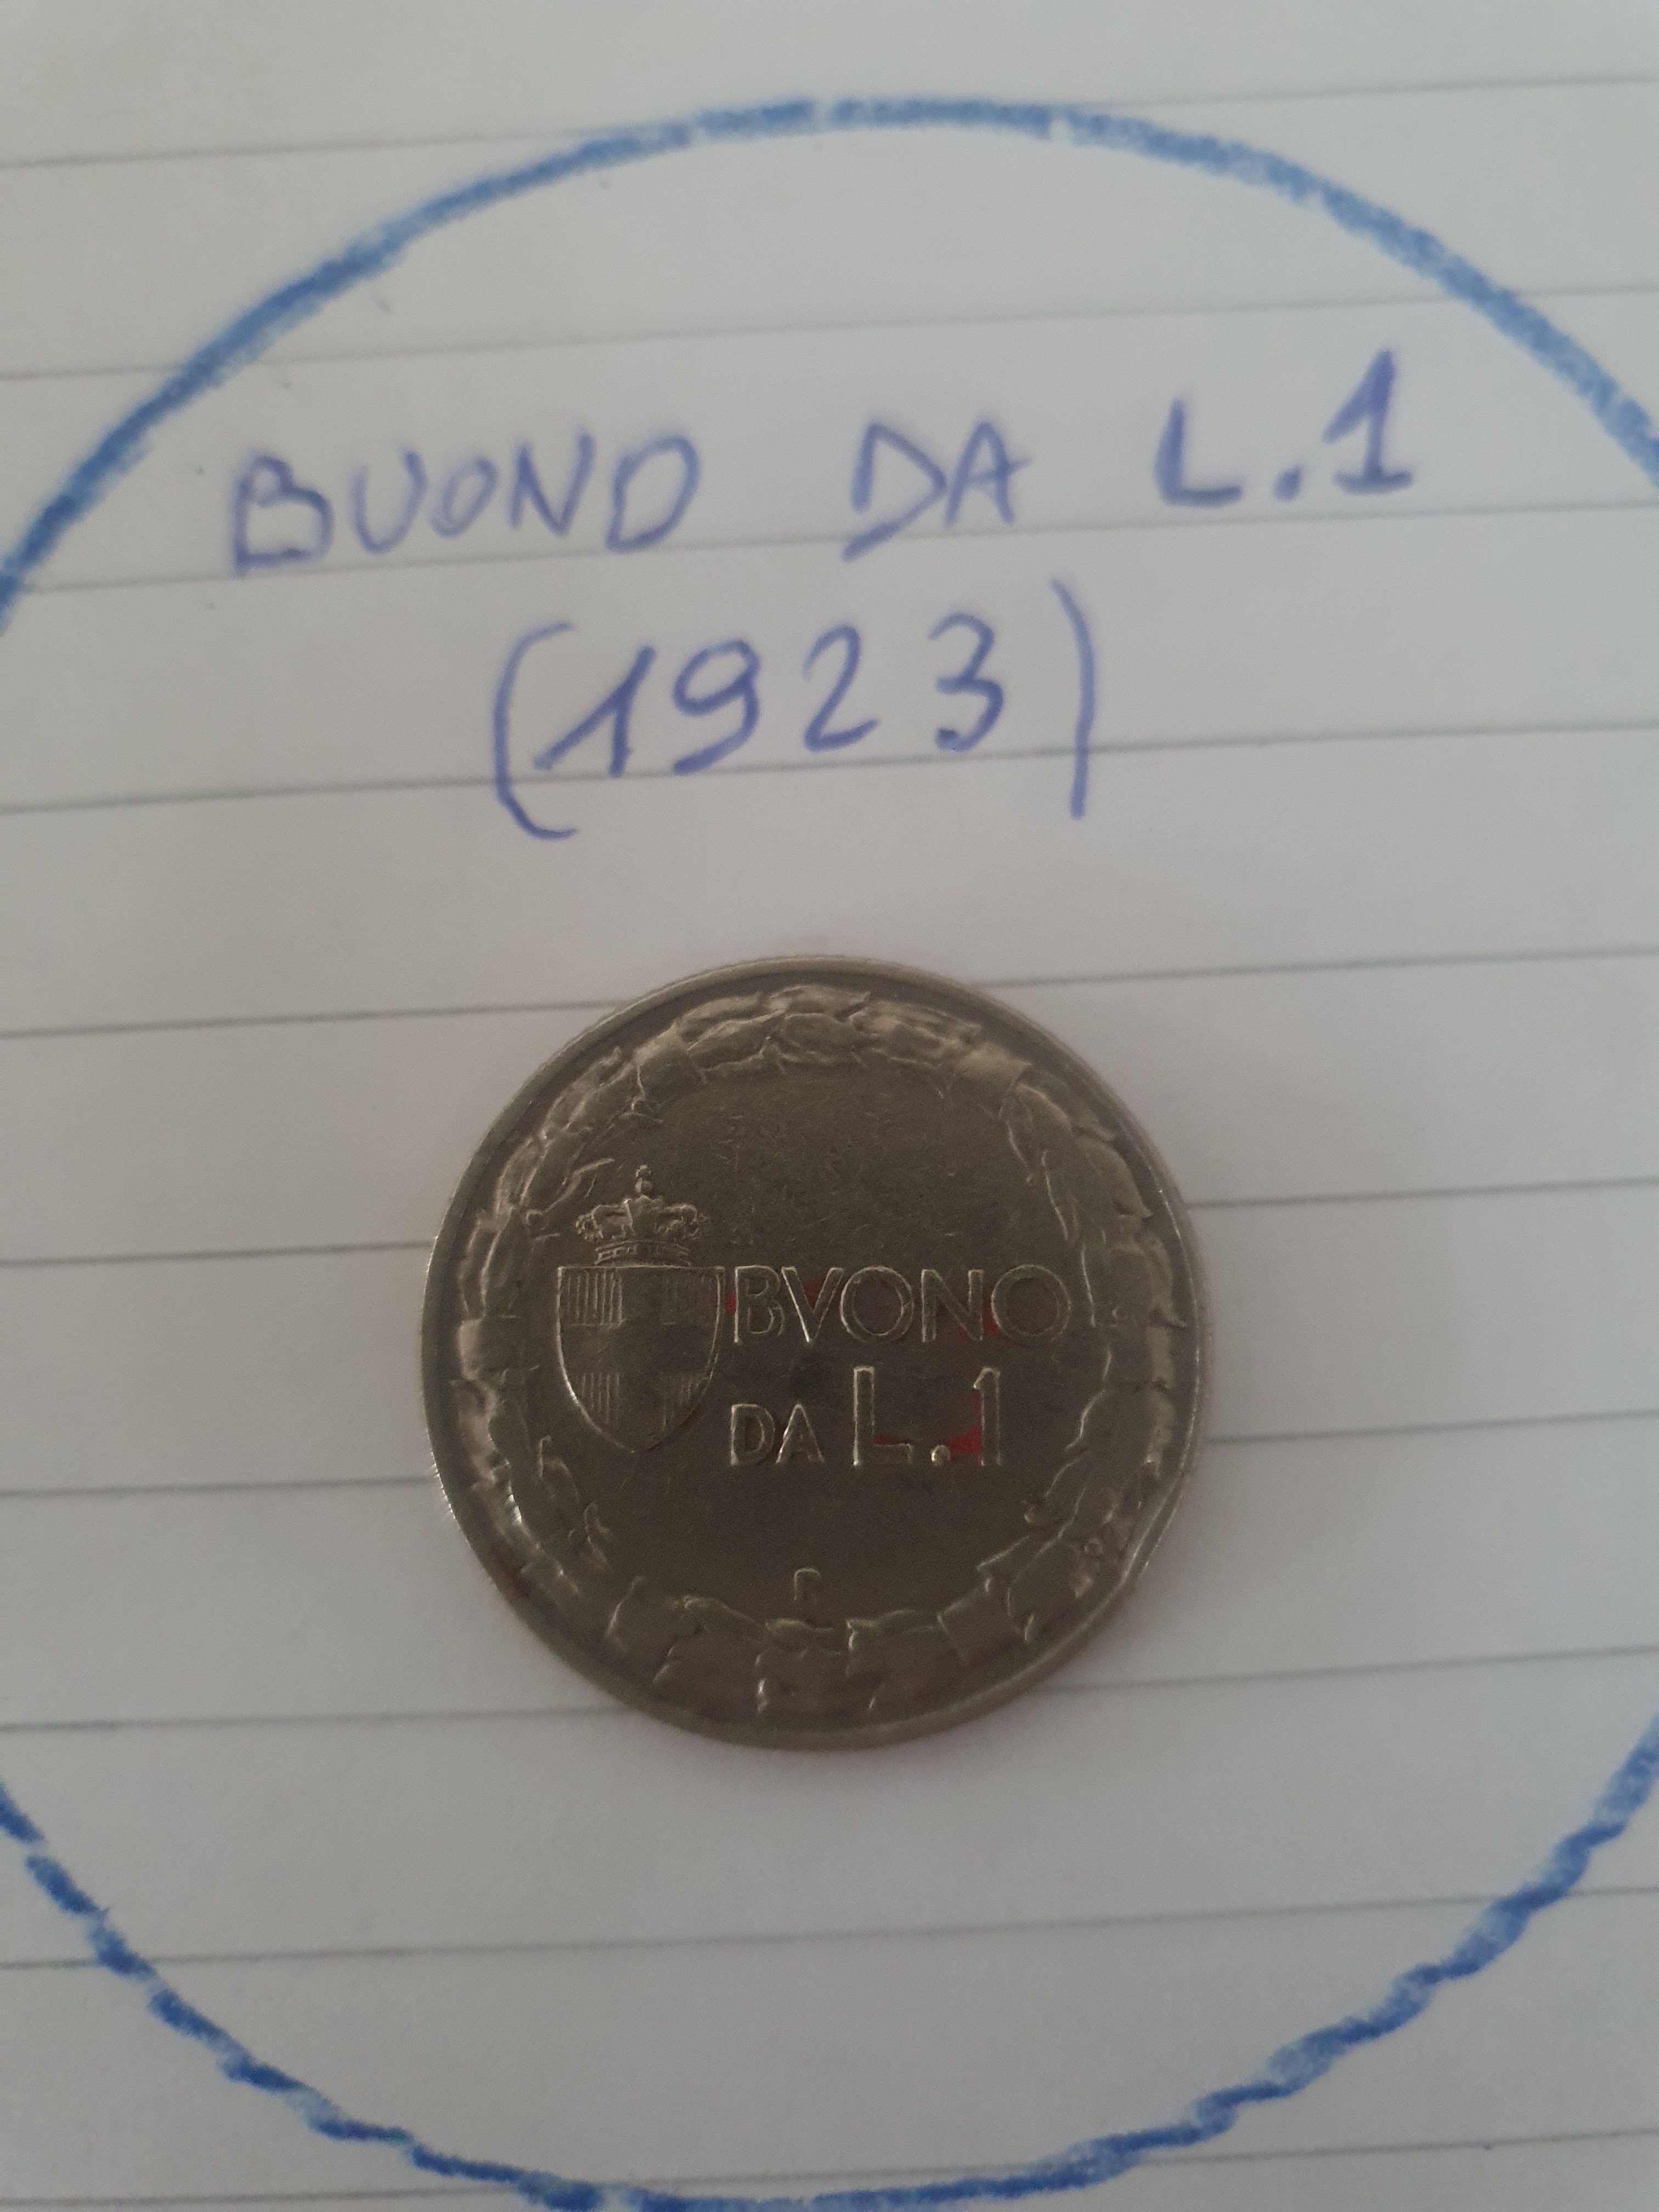 BUONO DA L.1
(1923)
BVONO
DA L.1
R